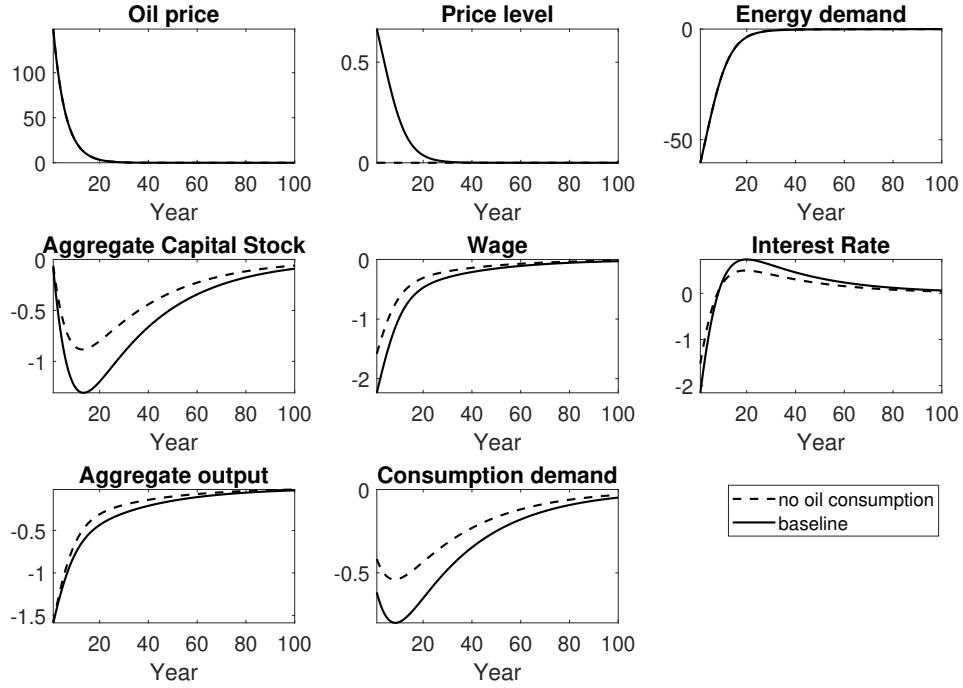 Oil price
100
50
0
20 40 60 80 100
Year
Price level
0.5
0
20 40 60 80 100
Year
Energy demand
0
-50
20 40 60 80 100
Year
Aggregate Capital Stock
0
-0.5
-1
20 40 60 80 100
Year
Wage
0
-1
-2
20 40 60 80 100
Year
Interest Rate
0
-1
-2
20 40 60 80 100
Year
Aggregate output
-0.5
-1
-1.5
20 40 60 80 100
Year
Consumption demand
0
-0.5
20 40 60 80 100
Year
no oil consumption
baseline